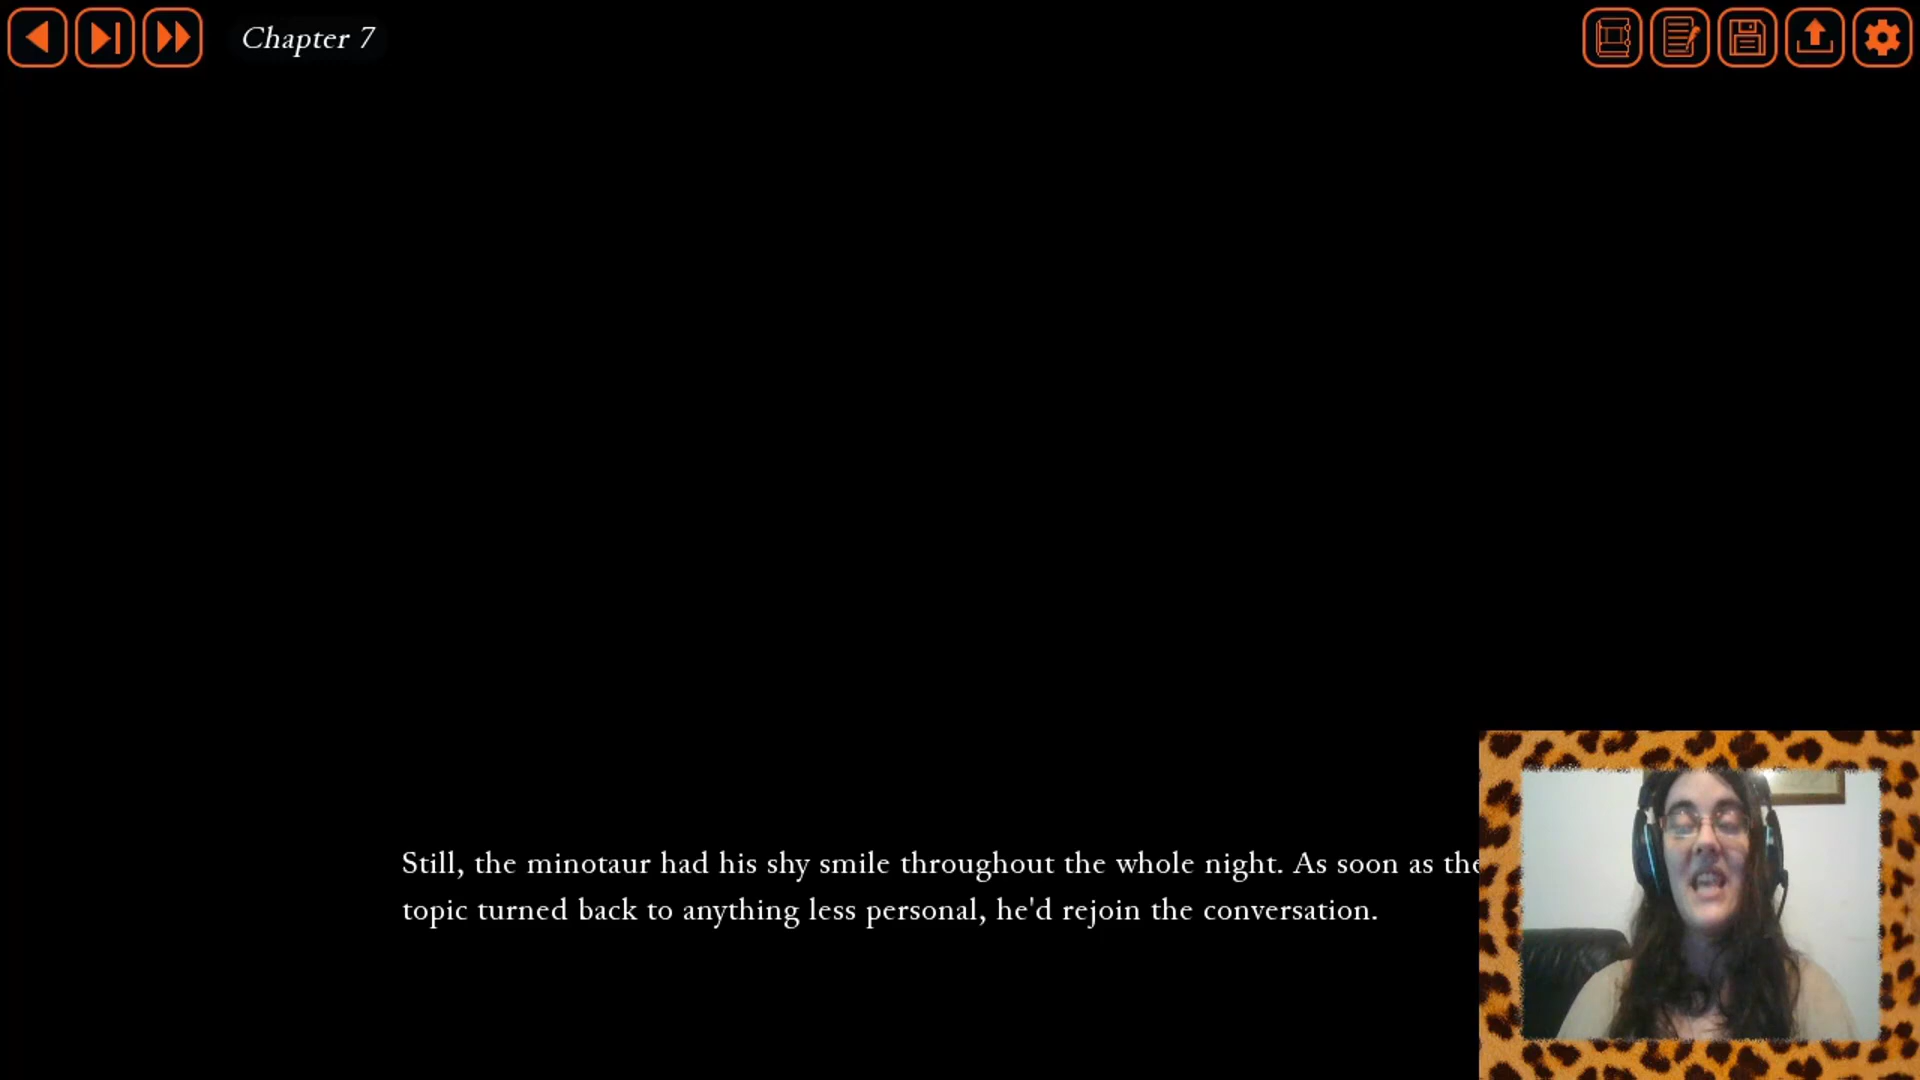 Chapter 7
Still, the minotaur had his shy smile throughout the whole night. As soon as the
topic turned back to anything less personal, he'd rejoin the conversation.